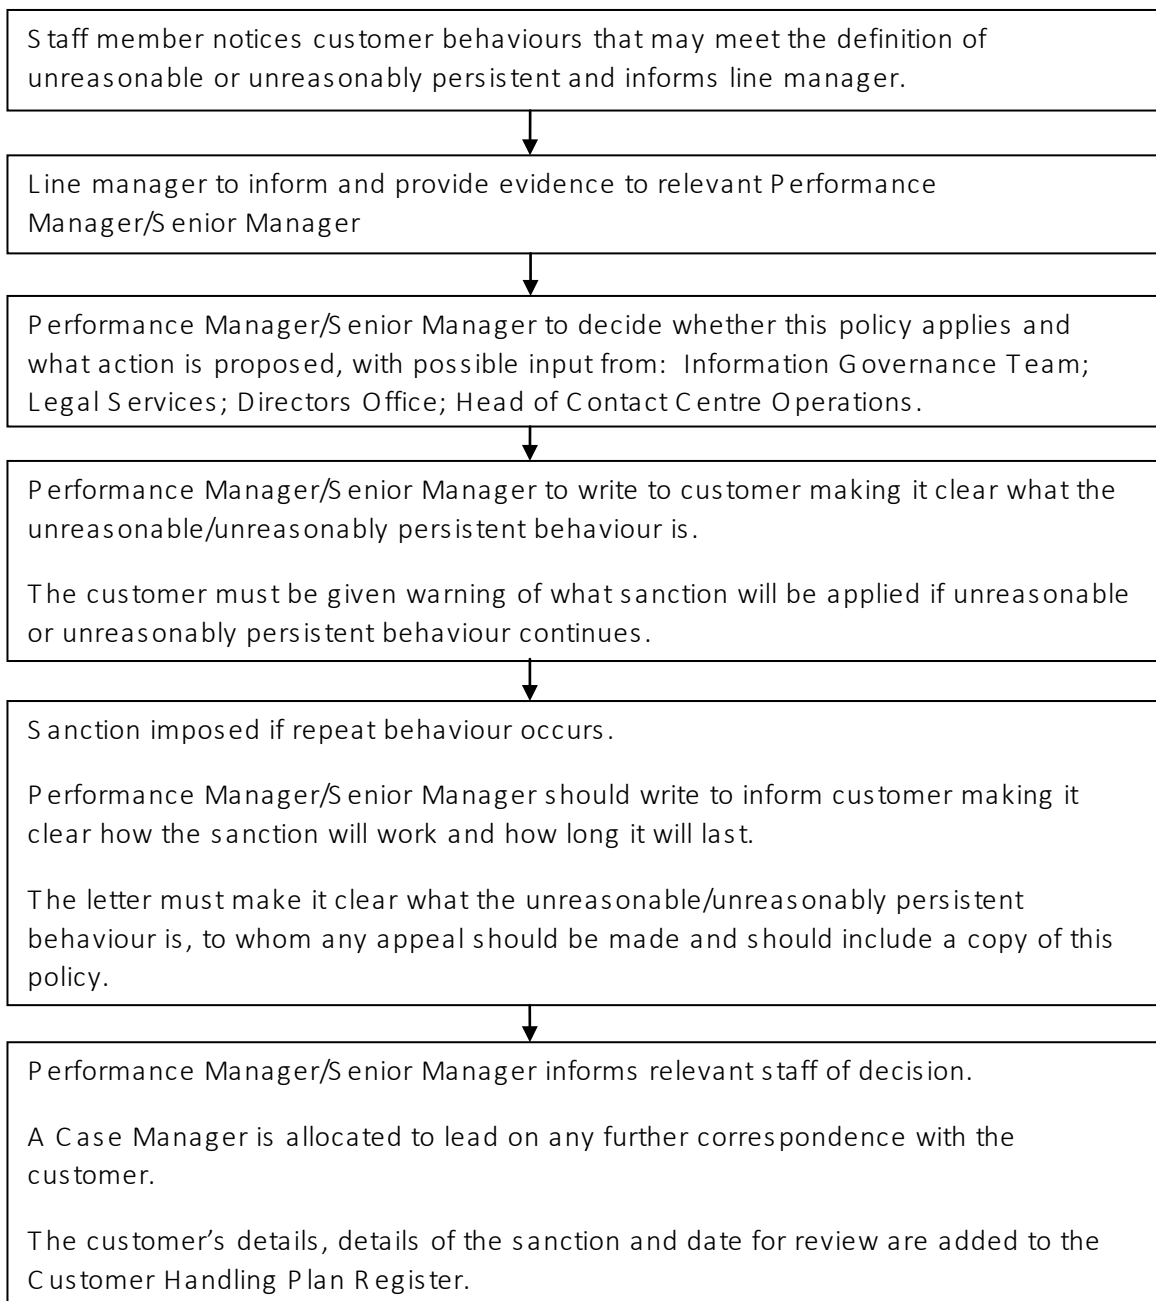 Staff member notices customer behaviours that may meet the definition of
unreasonable or unreasonably persistent and informs line manager.
Line manager to inform and provide evidence to relevant Performance
Manager/Senior Manager
Performance Manager/Senior Manager to decide whether this policy applies and
what action is proposed, with possible input from: Information Governance Team;
Legal Services; Directors Office; Head of Contact Centre Operations.
Performance Manager/Senior Manager to write to customer making it clear what the
unreasonable/unreasonably persistent behaviour is.
The customer must be given warning of what sanction will be applied if unreasonable
or unreasonably persistent behaviour continues.
Sanction imposed if repeat behaviour occurs.
Performance Manager/Senior Manager should write to inform customer making it
clear how the sanction will work and how long it will last.
The letter must make it clear what the unreasonable/unreasonably persistent
behaviour is, to whom any appeal should be made and should include a copy of this
policy.
Performance Manager/Senior Manager informs relevant staff of decision.
A Case Manager is allocated to lead on any further correspondence with the
customer.
The customer’s details, details of the sanction and date for review are added to the
Customer Handling Plan Register.